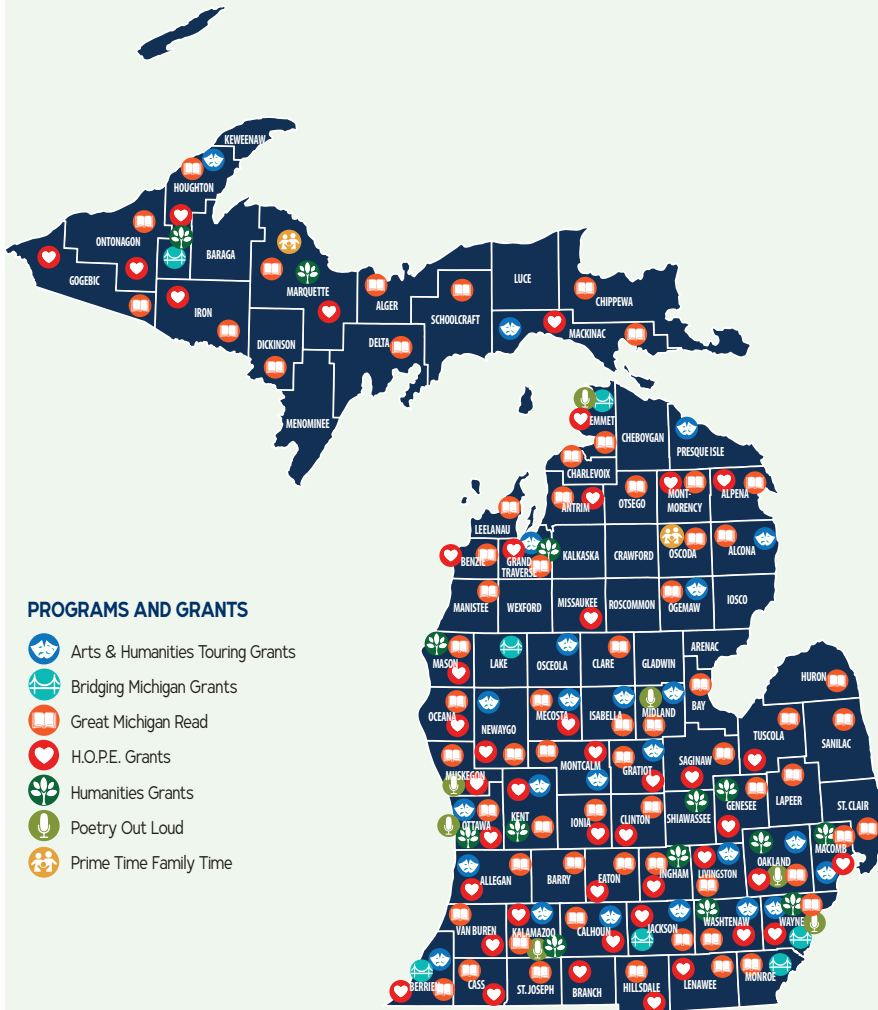 KEWEENAW
HOUGHTON
ONTONAGON
BARAGA
GOGEBIC
MARQUETTE
IRON
ALGER
LUCE
CHIPPEWA
SCHOOLCRAFT
DICKINSON
DELTA
MACKINAC
MENOMINEE
EMMET
CHEBOYGAN
PRESQUE ISLE
CHARLEVOIX
ANTRIM
OTSEGO
MONT-
MORENCY
ALPENA
LEELANAU
BENZIE
GRAND
TRAVERSE
KALKASKA
CRAWFORD
OSCODA
ALCONA
MANISTEE
WEXFORD
MISSAUKEE
ROSCOMMON
OGEMAW
IOSCO
PROGRAMS AND GRANTS
Arts & Humanities Touring Grants
Bridging Michigan Grants
Great Michigan Read
H.O.P.E. Grants
Humanities Grants
Poetry Out Loud
Prime Time Family Time
MASON
LAKE
OSCEOLA
CLARE
GLADWIN
ARENAC
HURON
OCEANA
NEWAYGO
MECOSTA
ISABELLA
MIDLAND
BAY
TUSCOLA
SANILAC
MUSKEGON
MONTCALM
GRATIOT
SAGINAW
OTTAWA
KENT
IONIA
CLINTON
SHIAWASSEE
GENESEE
LAPEER
ST. CLAIR
ALLEGAN
BARRY
EATON
INGHAM
LIVINGSTON
OAKLAND
MACOMB
VAN BUREN
KALAMAZOO
CALHOUN
JACKSON
WASHTENAW
WAYNE
BERRIEN
CASS
ST. JOSEPH
BRANCH
HILLSDALE
LENAWEE
MONROE